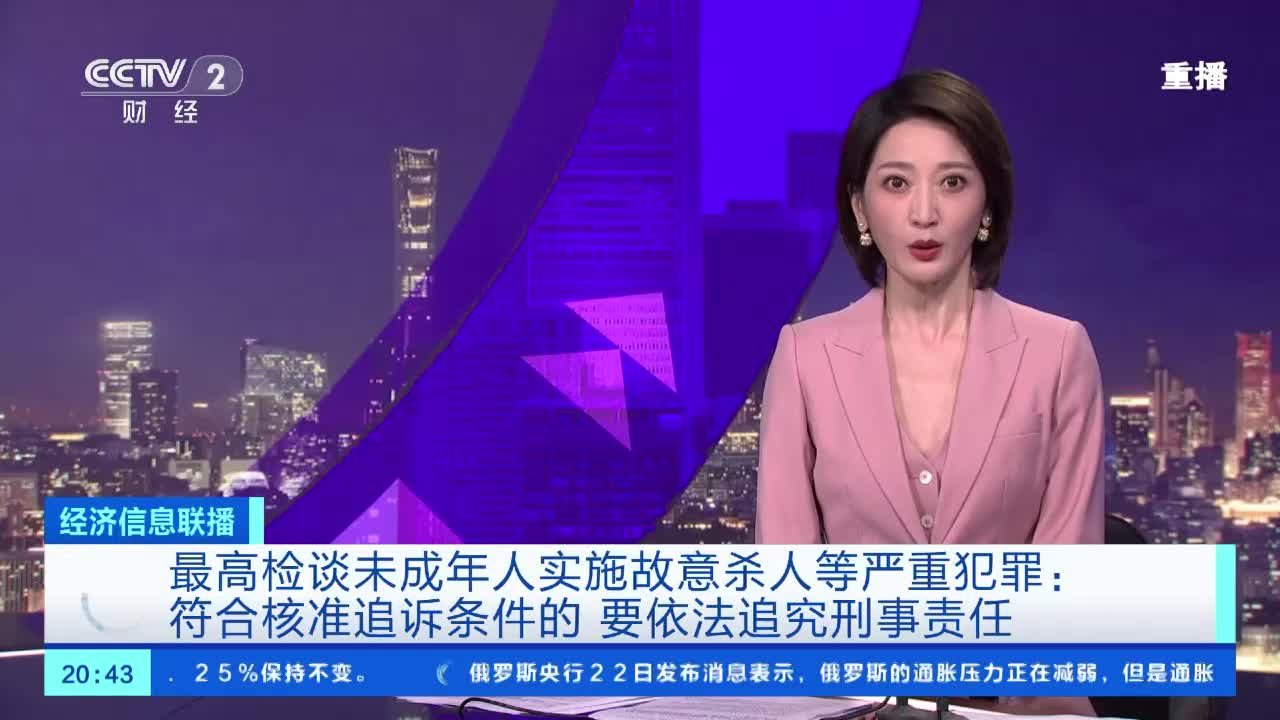 CCTV 2
财 经
重播
经济信息联播
最高检谈未成年人实施故意杀人等严重犯罪：
符合核准追诉条件的 要依法追究刑事责任
20:43
．２５％保持不变。 俄罗斯央行２２日发布消息表示，俄罗斯的通胀压力正在减弱，但是通胀